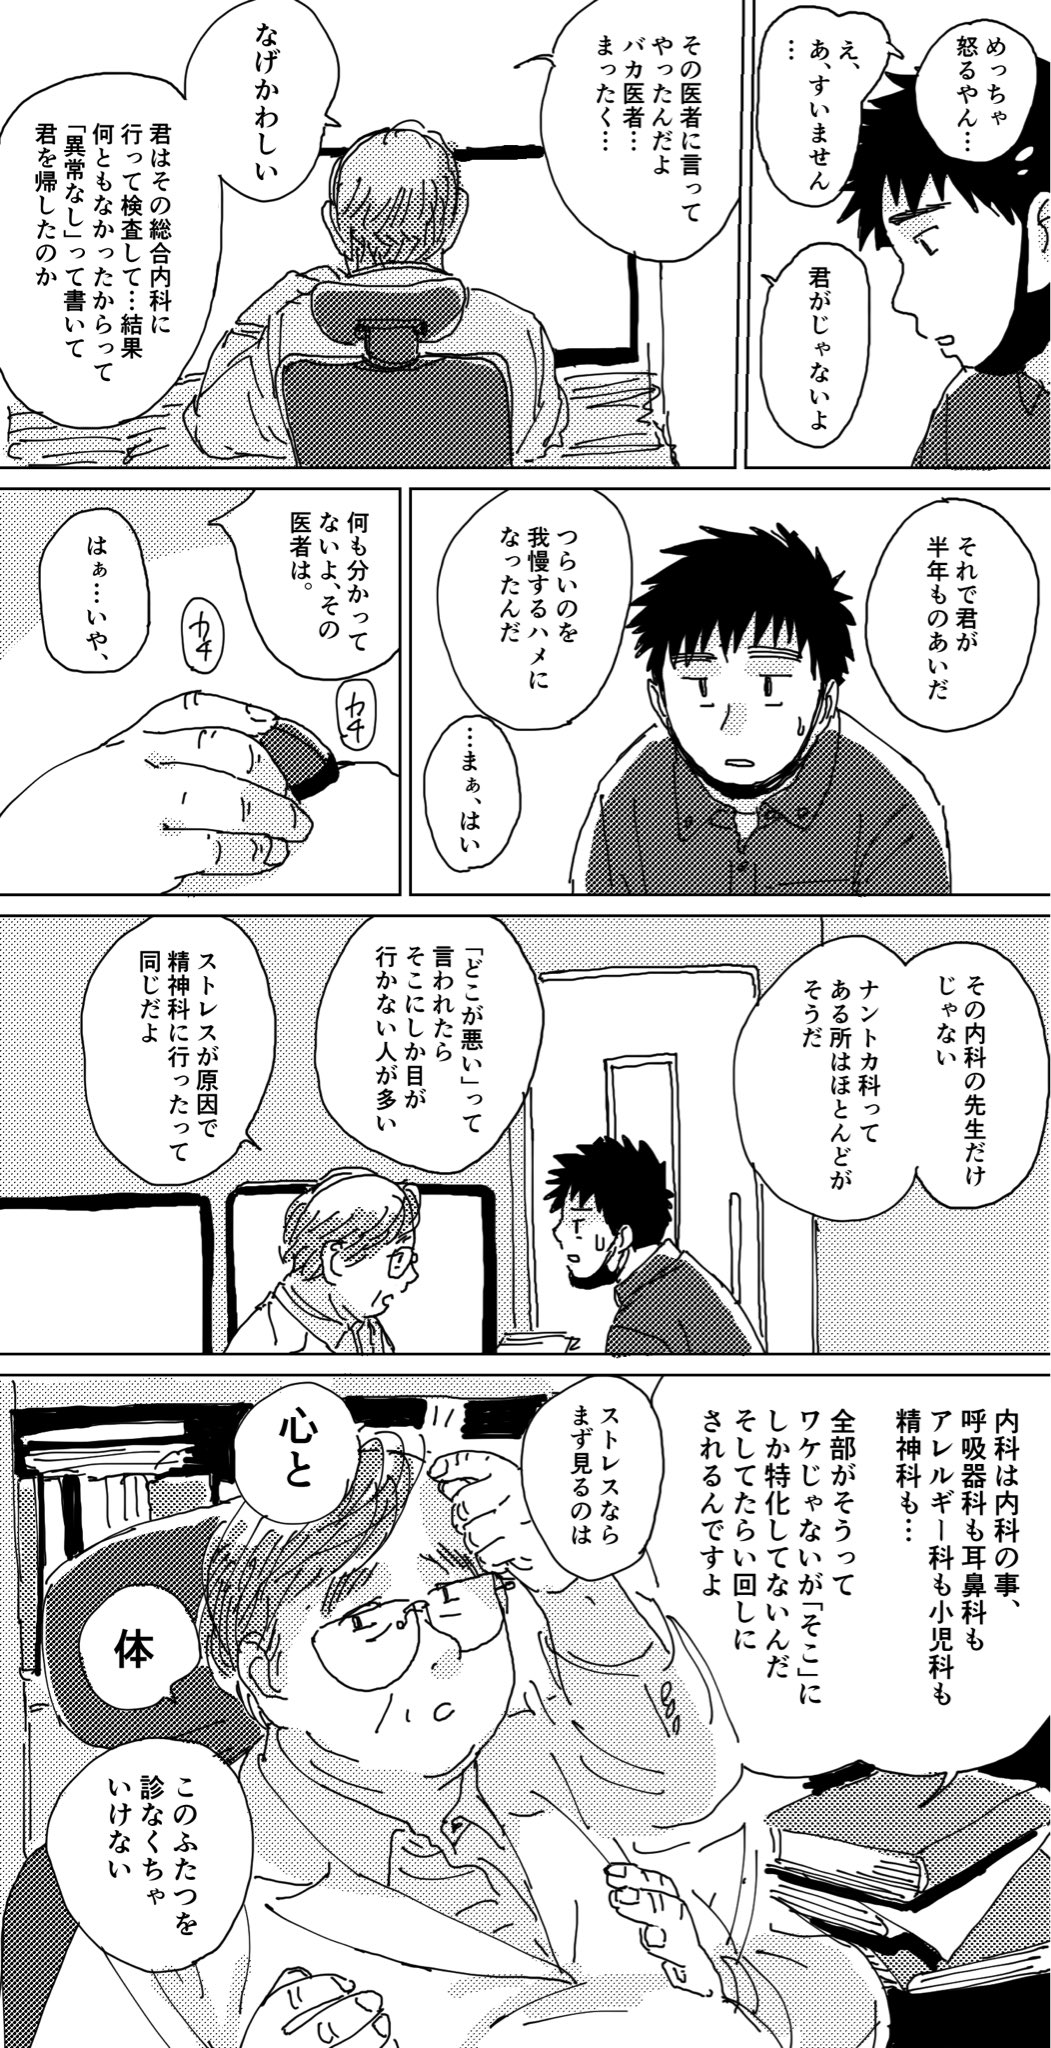 めっちゃ
怒るやん…
え、
あ、すいません
…
君がじゃないよ
その医者に言って
やったんだよ
バカ医者…
まったく…
なげかわしい
君はその総合内科に
行って検査して…結果
何ともなかったからって
「異常なし」って書いて
君を帰したのか
それで君が
半年ものあいだ
つらいのを
我慢するハメに
なったんだ
…まぁ、はい
何も分かって
ないよ、その
医者は。
カチ
カチ
はぁ…いや、
その内科の先生だけ
じゃない
ナントカ科って
ある所はほとんどが
そうだ
「どこが悪い」って
言われたら
そこにしか目が
行かない人が多い
ストレスが原因で
精神科に行ったって
同じだよ
内科は内科の事、
呼吸器科も耳鼻科も
アレルギー科も小児科も
精神科も…
全部がそうって
ワケじゃないが「そこ」に
しか特化してないんだ
そしてたらい回しに
されるんですよ
ストレスなら
まず見るのは
心と
体
このふたつを
診なくちゃ
いけない